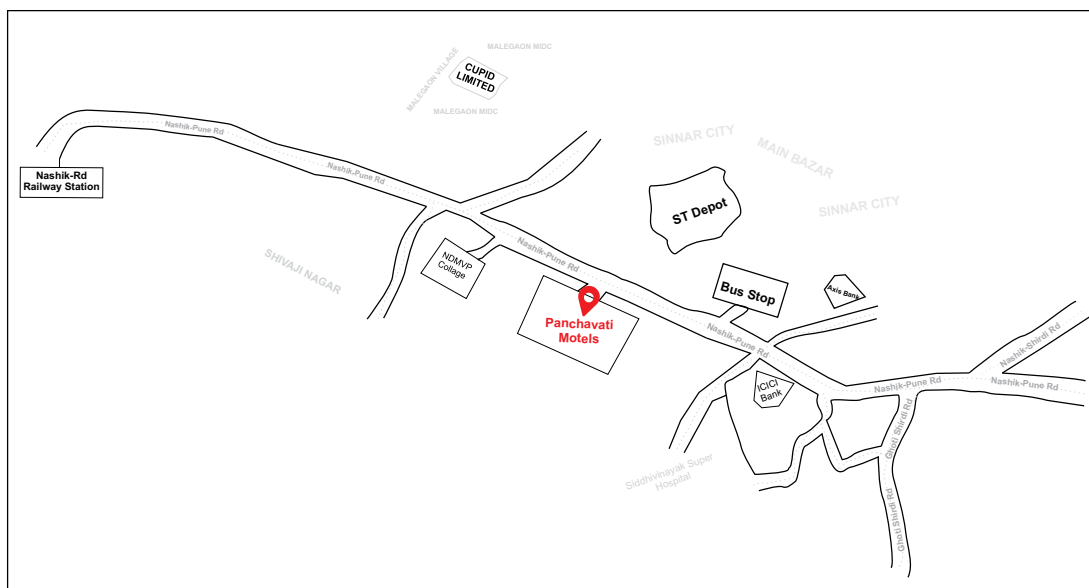 MALEGAON MIDC
MALEGAON VILLAGE
CUPID
LIMITED
MALEGAON MIDC
Nashik-Pune Rd
SINNAR CITY
MAIN BAZAR
Nashik-Rd
Railway Station
Nashik-Pune Rd
ST Depot
SINNAR CITY
SHIVAJI NAGAR
NDMVP
Collage
Nashik-Pune Rd
Bus Stop
Axis Bank
Panchavati
Motels
Nashik-Pune Rd
Nashik-Shirdi Rd
ICICI
Bank
Nashik-Pune Rd
Nashik-Pune Rd
Ghoti Shirdi Rd
Siddhivinayak Super
Hospital
Ghoti Shirdi Rd